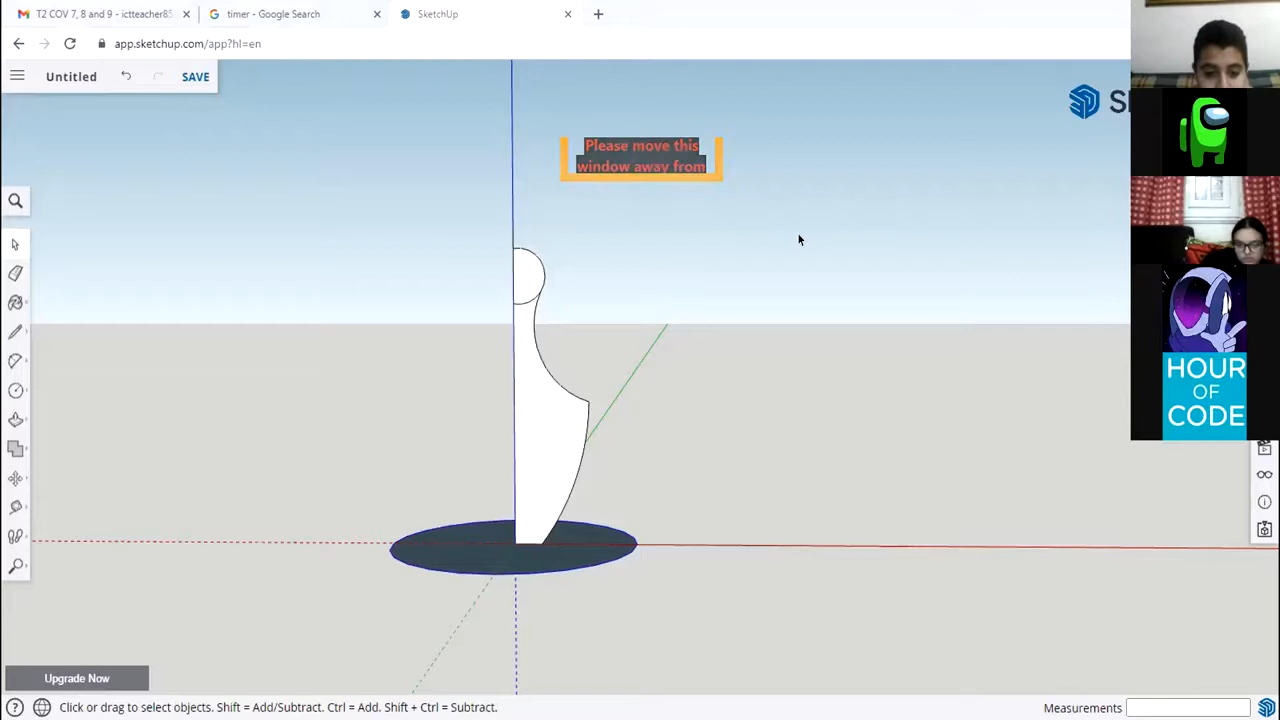 T2 COV 7, 8 and 9 - ictteacher85
timer - Google Search
SketchUp
app.sketchup.com/app?hl=en
Untitled
SAVE
Please move this
window away from
HOUR
OF
CODE
Upgrade Now
Click or drag to select objects. Shift = Add/Subtract. Ctrl = Add. Shift + Ctrl = Subtract.
Measurements